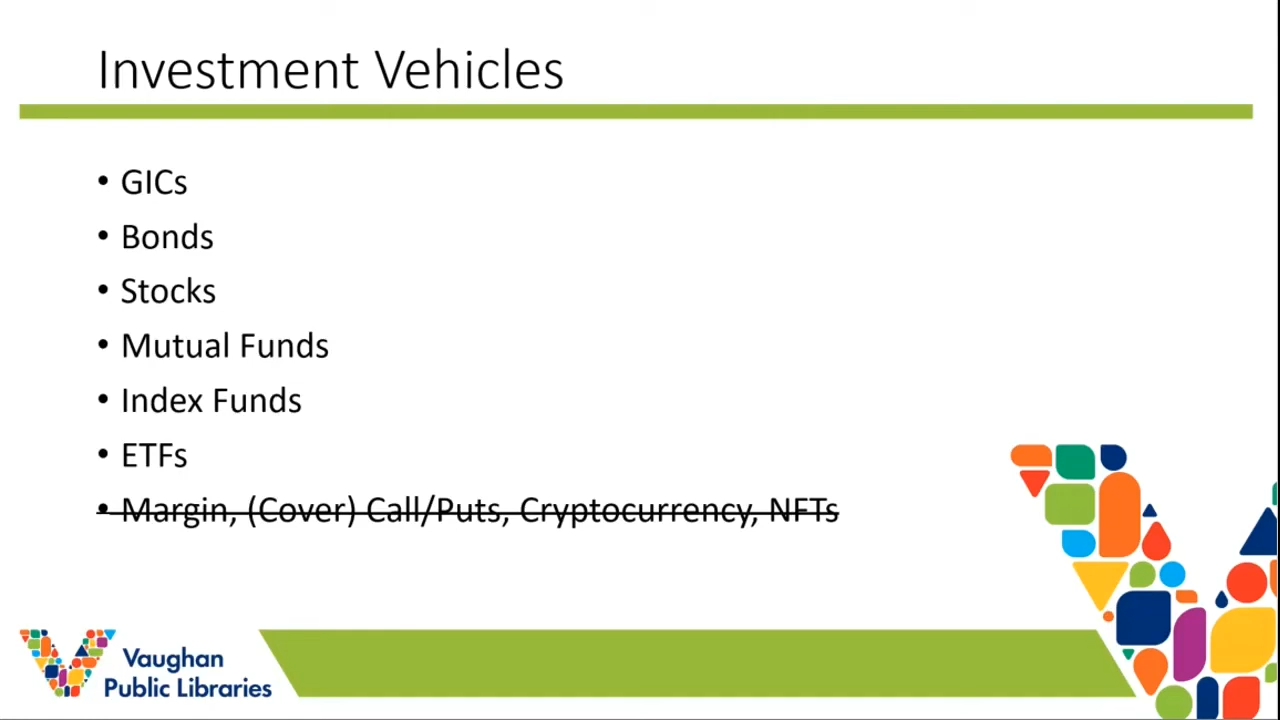 Investment Vehicles
• GICs
• Bonds
• Stocks
• Mutual Funds
• Index Funds
• ETFs
• Margin, (Cover) Call/Puts, Cryptocurrency, NFTs
Vaughan
Public Libraries